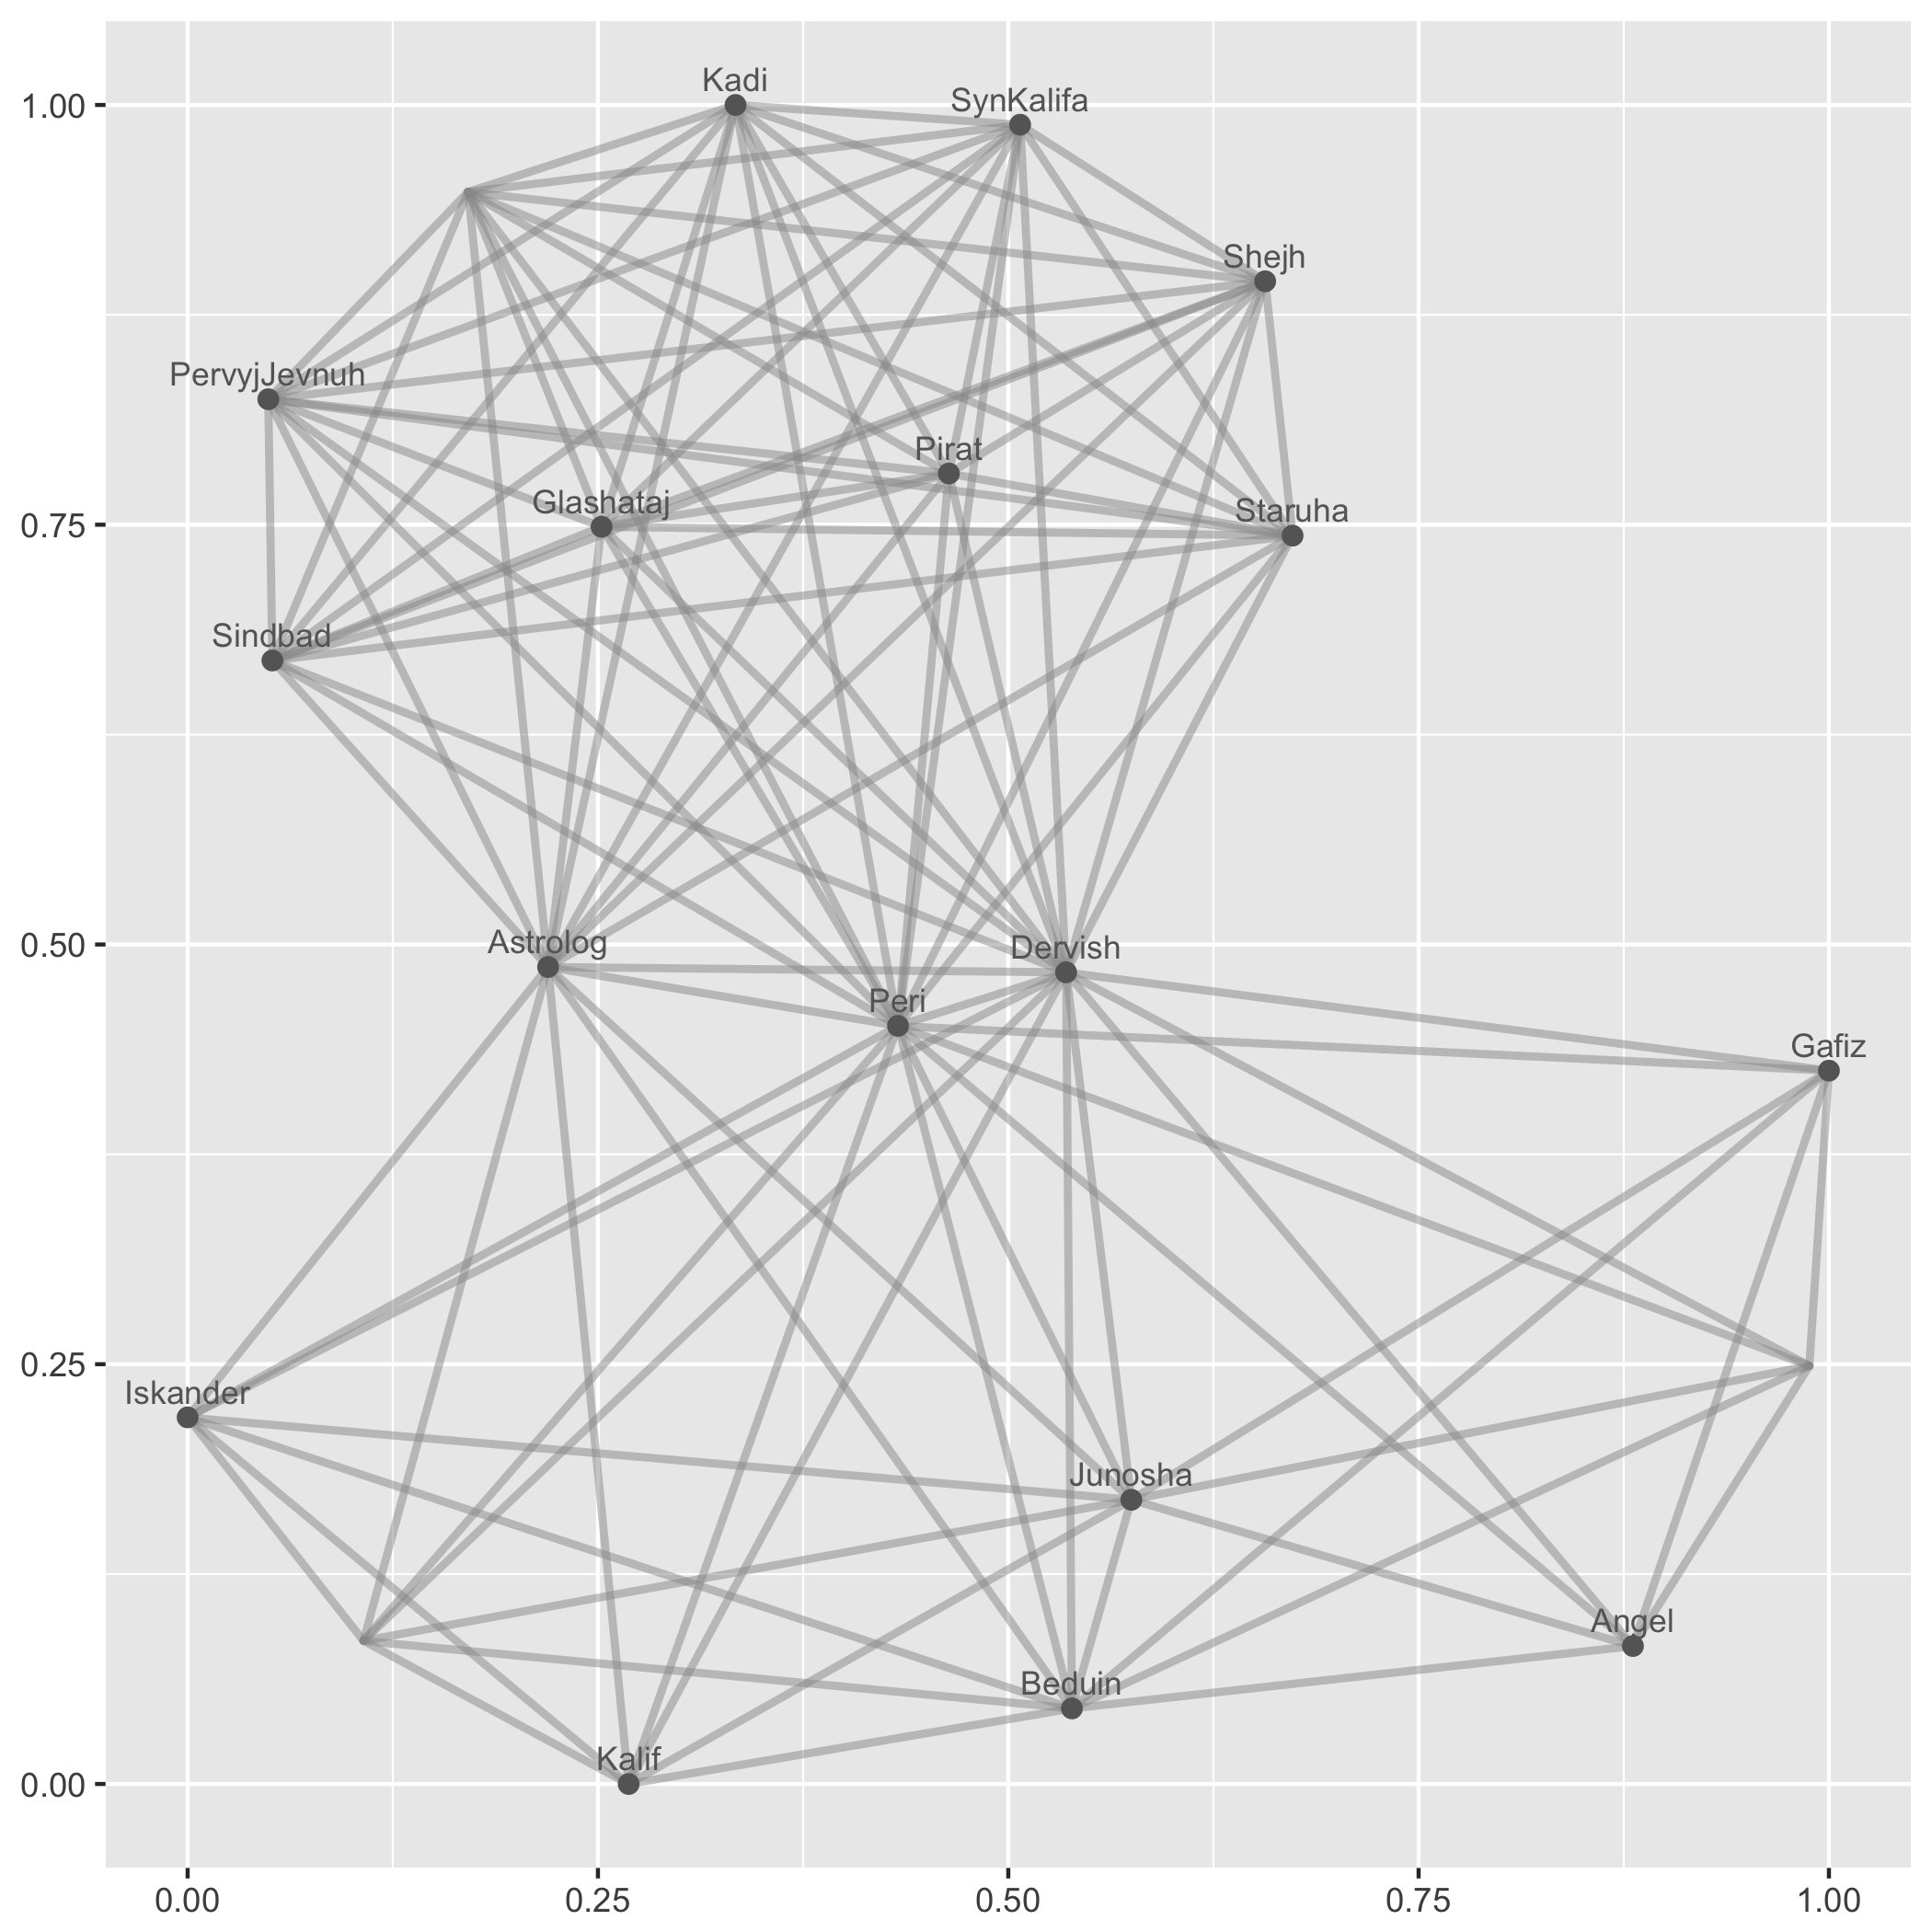 Kadi
SynKalifa
1.00
Shejh
PervyjJevnuh
Pirat
Glashataj
Staruha
0.75
Sindbad
Astrolog
Dervish
0.50
Peri
Gafiz
0.25
Iskander
Junosha
Angel
Beduin
Kalif
0.00
0.00 0.25 0.50 0.75 1.00